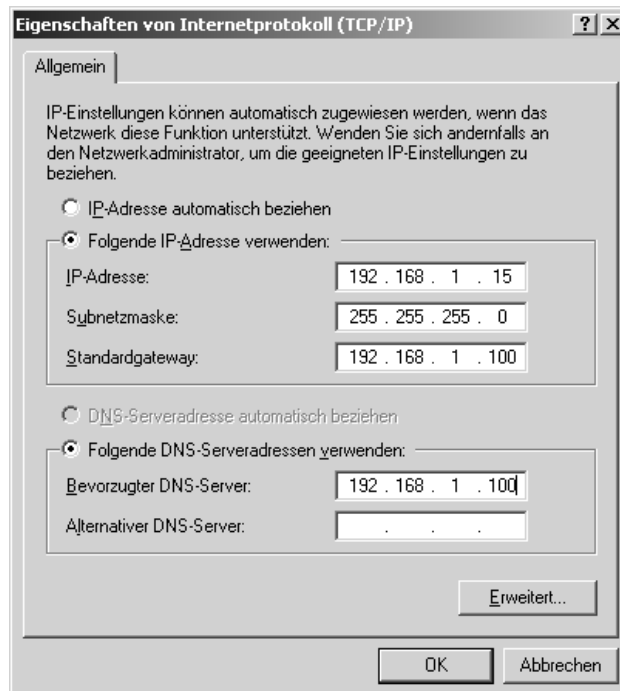 Eigenschaften von Internetprotokoll (TCP/IP)
Allgemein
IP-Einstellungen können automatisch zugewiesen werden, wenn das
Netzwerk diese Funktion unterstützt. Wenden Sie sich andernfalls an
den Netzwerkadministrator, um die geeigneten IP-Einstellungen zu
beziehen.
IP-Adresse automatisch beziehen
Folgende IP-Adresse verwenden:
IP-Adresse: 192 . 168 . 1 . 15
Subnetzmaske: 255 . 255 . 255 . 0
Standardgateway: 192 . 168 . 1 . 100
DNS-Serveradresse automatisch beziehen
Folgende DNS-Serveradressen verwenden:
Bevorzugter DNS-Server: 192 . 168 . 1 . 100
Alternativer DNS-Server: . . .
Erweitert...
OK Abbrechen